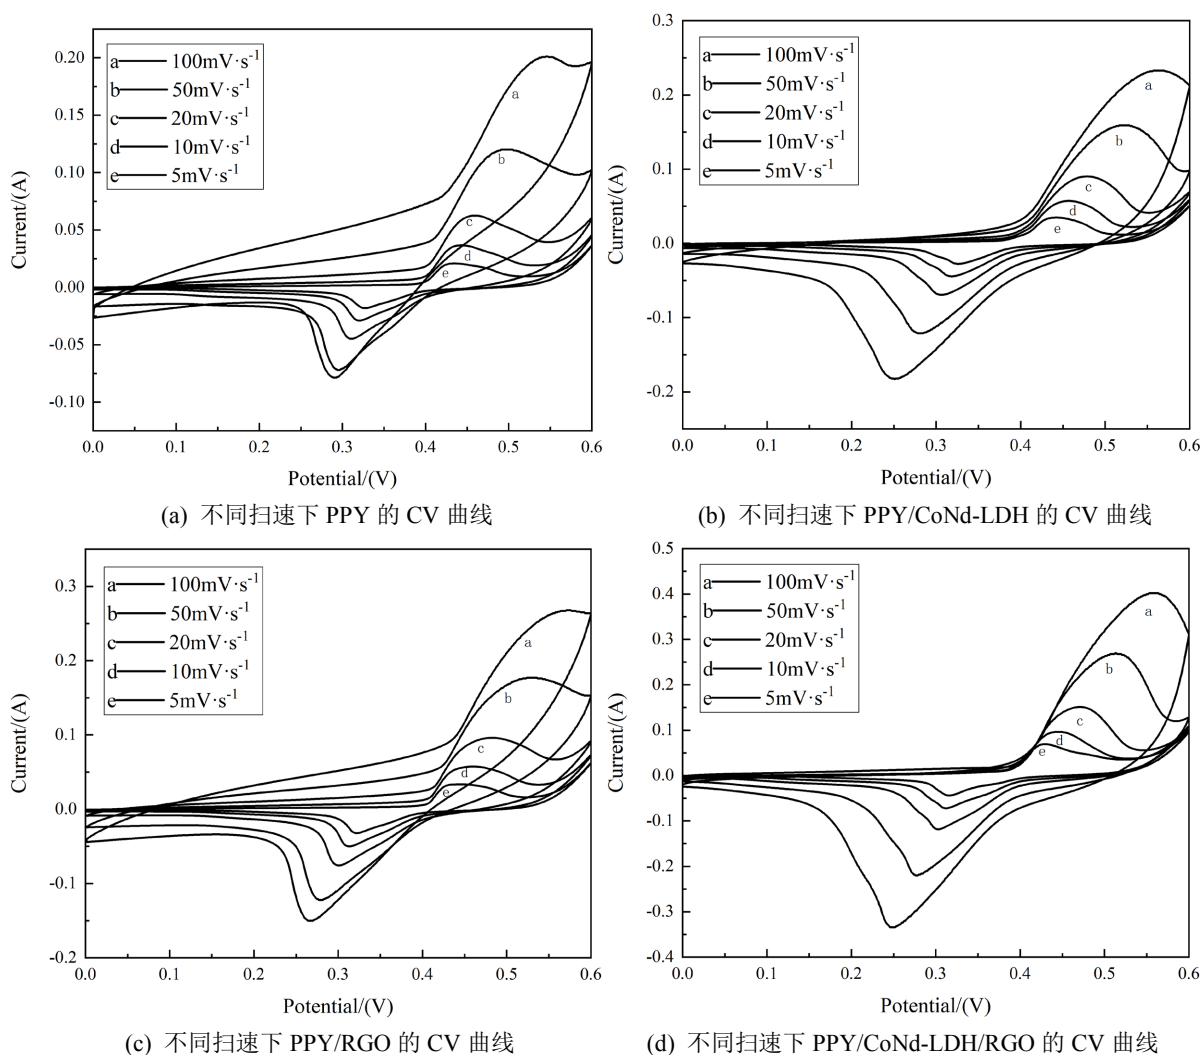 a 100mV·s⁻¹
b 50mV·s⁻¹
c 20mV·s⁻¹
d 10mV·s⁻¹
e 5mV·s⁻¹
0.20
0.15
0.10
0.05
0.00
-0.05
-0.10
Current/(A)
a
b
c
d
e
0.0 0.1 0.2 0.3 0.4 0.5 0.6
Potential/(V)
(a) 不同扫速下 PPY 的 CV 曲线
a 100mV·s⁻¹
b 50mV·s⁻¹
c 20mV·s⁻¹
d 10mV·s⁻¹
e 5mV·s⁻¹
0.3
0.2
0.1
0.0
-0.1
-0.2
Current/(A)
a
b
c
d
e
0.0 0.1 0.2 0.3 0.4 0.5 0.6
Potential/(V)
(b) 不同扫速下 PPY/CoNd-LDH 的 CV 曲线
a 100mV·s⁻¹
b 50mV·s⁻¹
c 20mV·s⁻¹
d 10mV·s⁻¹
e 5mV·s⁻¹
0.3
0.2
0.1
0.0
-0.1
-0.2
Current/(A)
a
b
c
d
e
0.0 0.1 0.2 0.3 0.4 0.5 0.6
Potential/(V)
(c) 不同扫速下 PPY/RGO 的 CV 曲线
a 100mV·s⁻¹
b 50mV·s⁻¹
c 20mV·s⁻¹
d 10mV·s⁻¹
e 5mV·s⁻¹
0.5
0.4
0.3
0.2
0.1
0.0
-0.1
-0.2
-0.3
-0.4
Current/(A)
a
b
c
d
e
0.0 0.1 0.2 0.3 0.4 0.5 0.6
Potential/(V)
(d) 不同扫速下 PPY/CoNd-LDH/RGO 的 CV 曲线